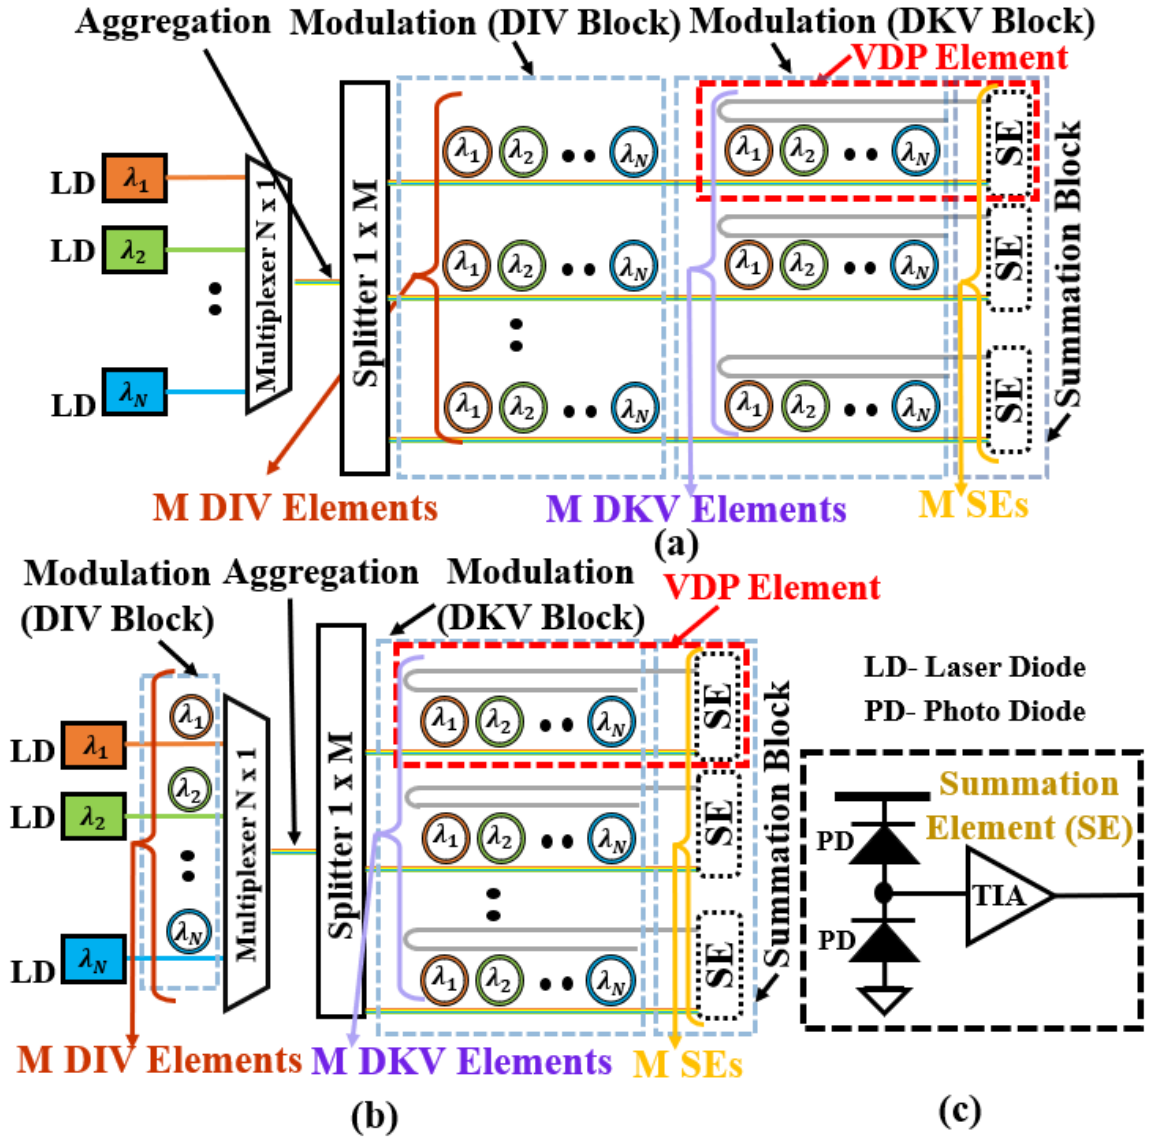 Aggregation
Modulation (DIV Block)
Modulation (DKV Block)
VDP Element
LD λ1
LD λ2
LD λN
Multiplexer N x 1
Splitter 1 x M
λ1 λ2 λN
λ1 λ2 λN
λ1 λ2 λN
λ1 λ2 λN
λ1 λ2 λN
λ1 λ2 λN
SE
SE
SE
Summation Block
M DIV Elements
M DKV Elements
M SEs
(a)
Modulation
(DIV Block)
Aggregation
Modulation
(DKV Block)
VDP Element
LD λ1
LD λ2
LD λN
λ1
λ2
λN
Multiplexer N x 1
Splitter 1 x M
λ1 λ2 λN
λ1 λ2 λN
λ1 λ2 λN
SE
SE
SE
Summation Block
M DIV Elements
M DKV Elements
M SEs
(b)
LD- Laser Diode
PD- Photo Diode
Summation
Element (SE)
PD
PD
TIA
(c)